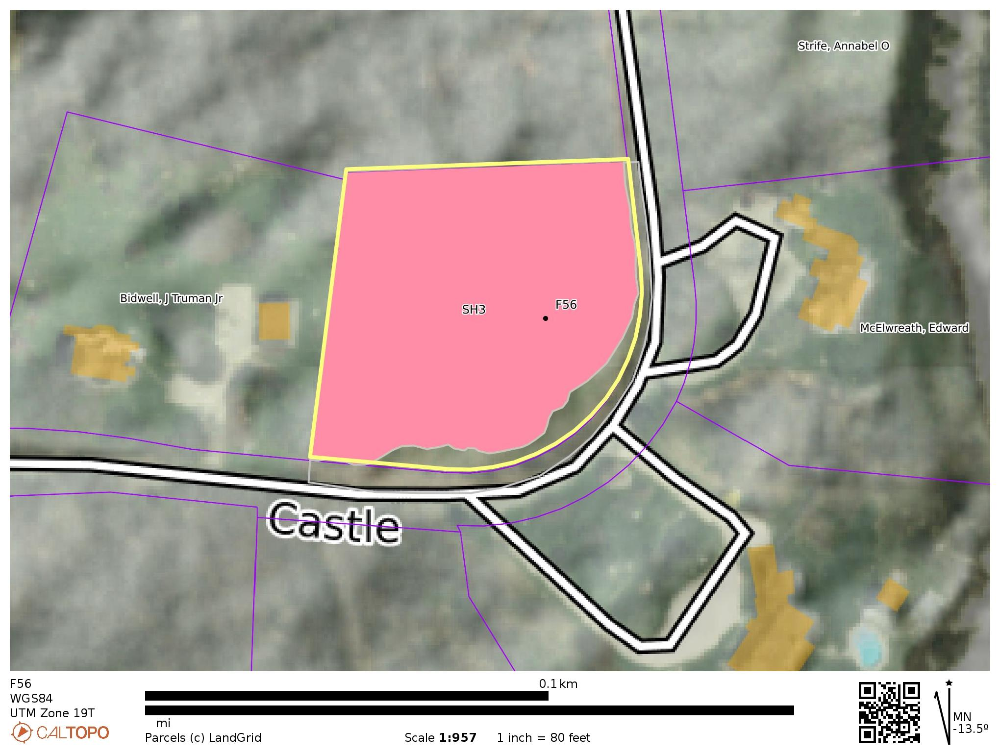 Strife, Annabel O
Bidwell, J Truman Jr
SH3
F56
McElwreath, Edward
Castle
F56
WGS84
UTM Zone 19T
CALTOPO
0.1 km
mi
Parcels (c) LandGrid
Scale 1:957 1 inch = 80 feet
MN
-13.5º